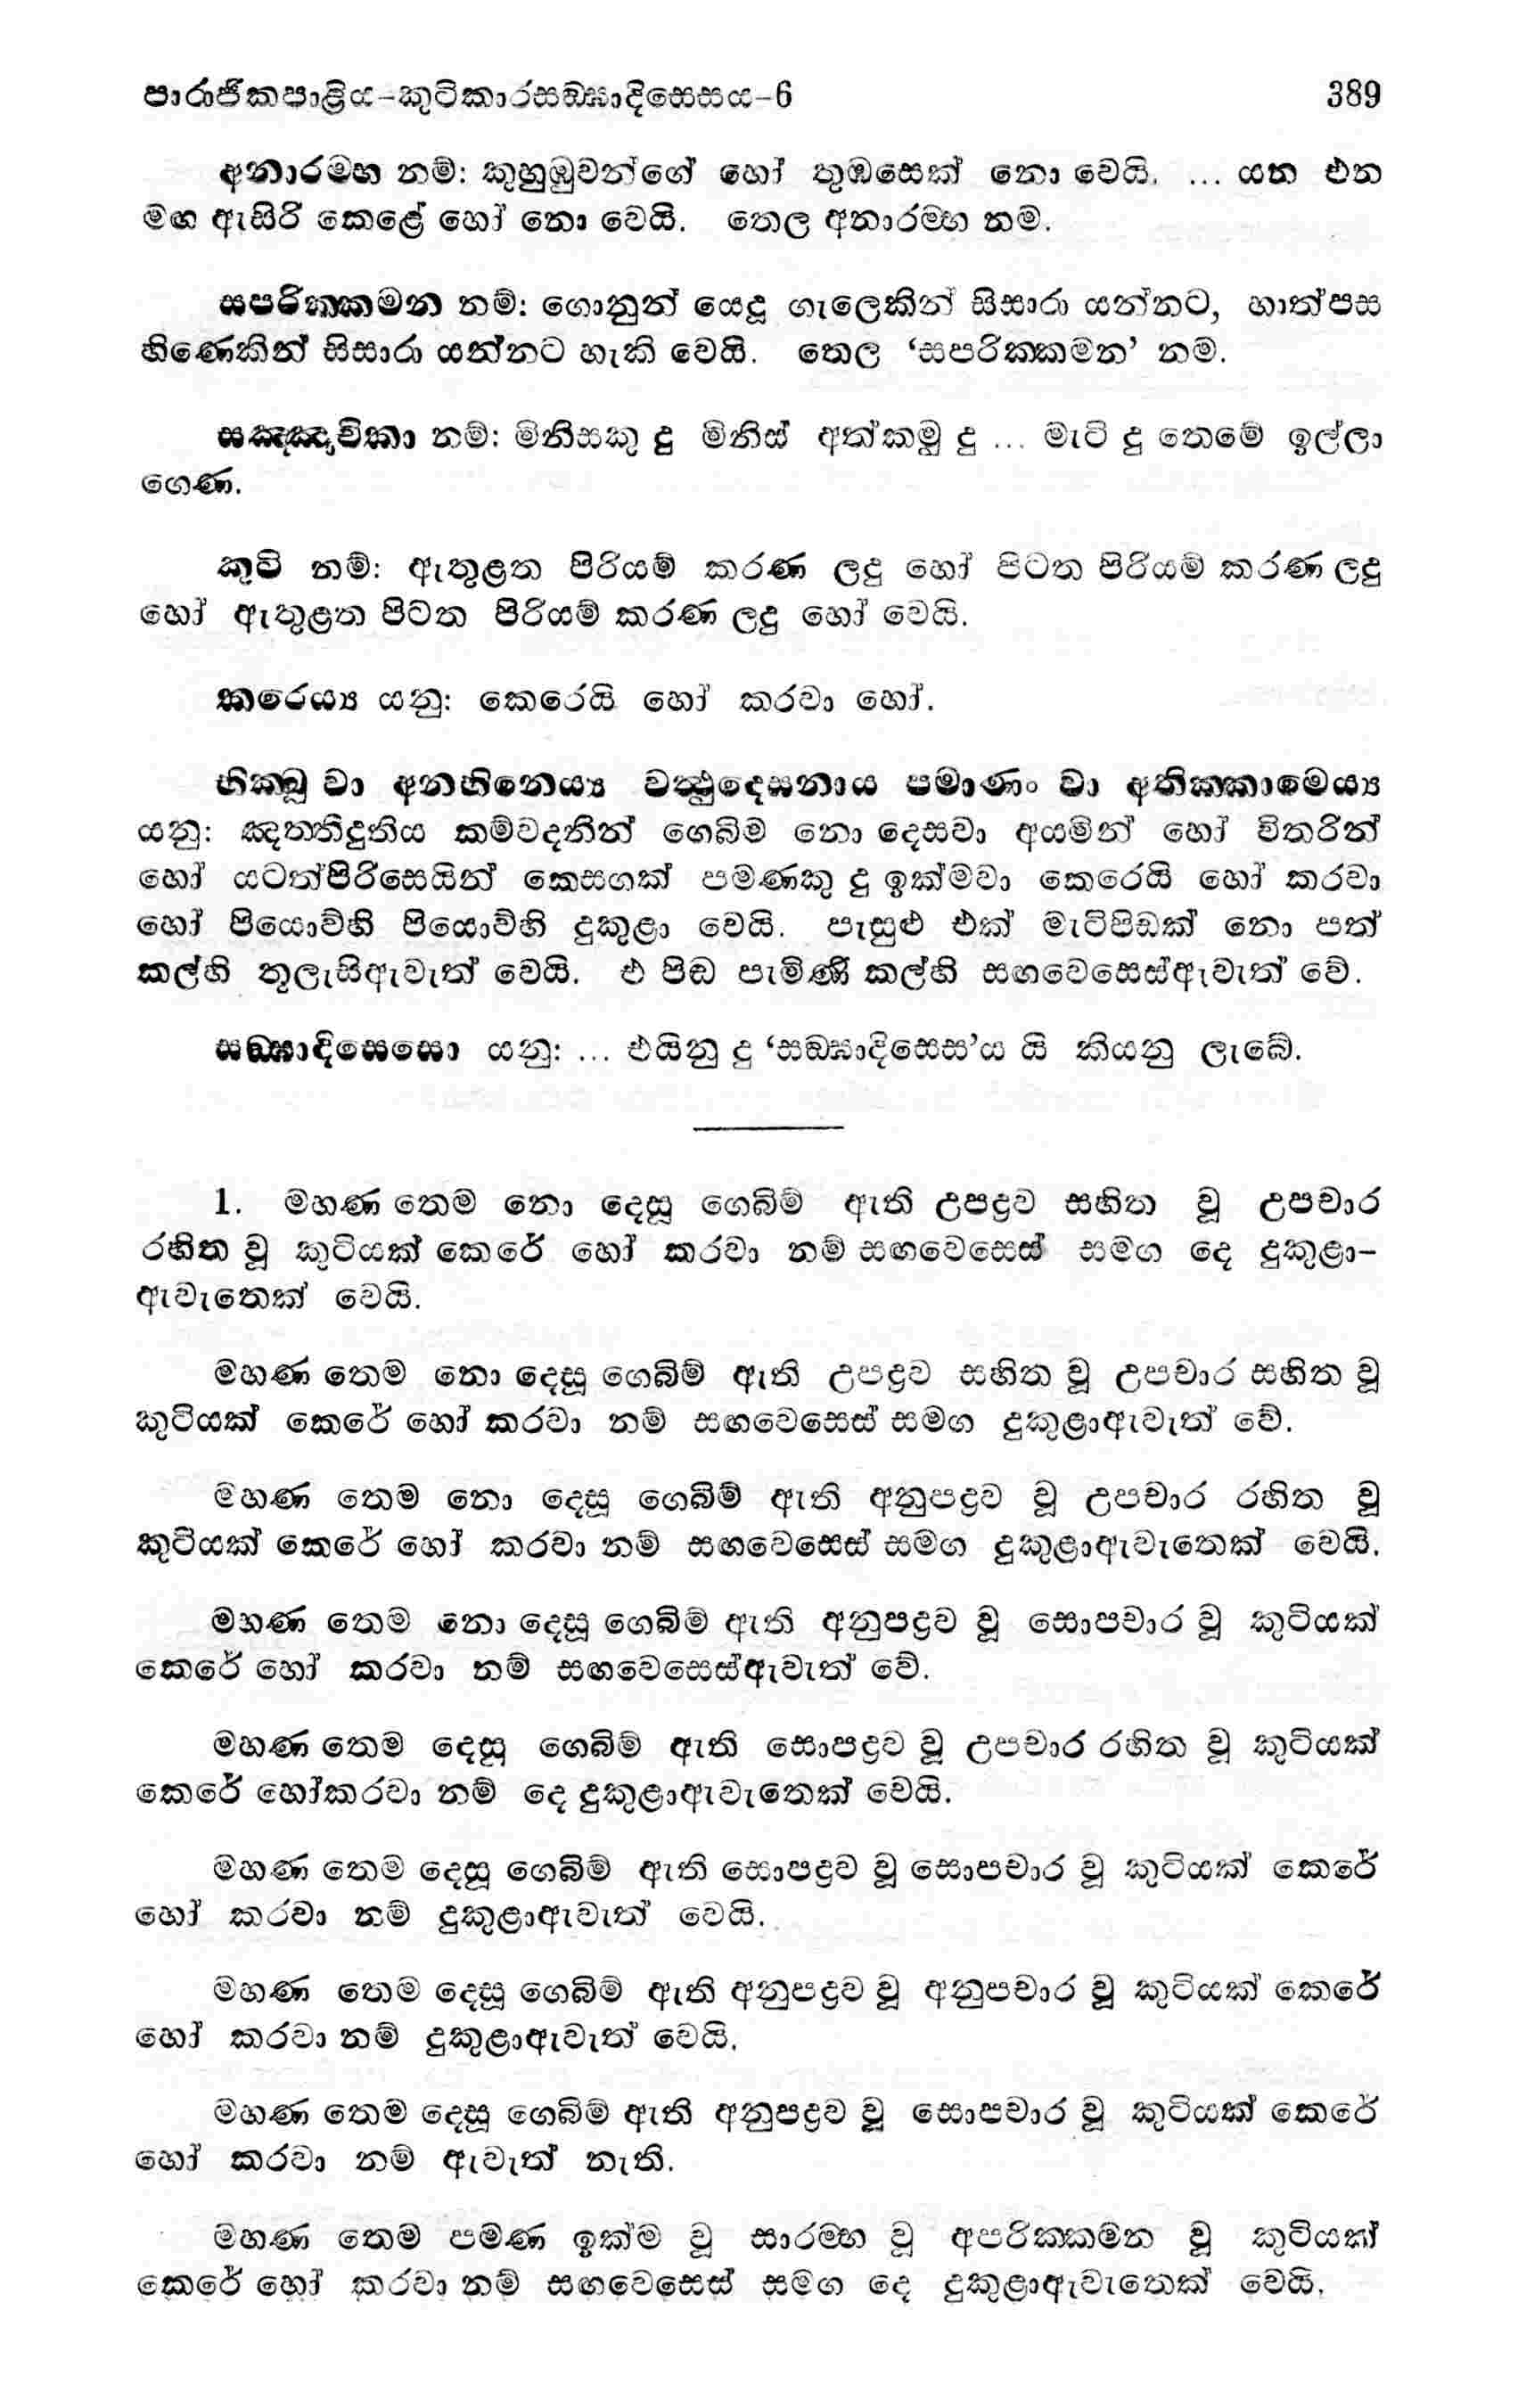 පාරාජිකපාළිය-කුටිකාරසඞ්ඝාදිසෙසය-6 389
අනාරම්භ නම්: කුහුඹුවන්ගේ හෝ තුඹසෙක් නො වෙයි. ... යන එන
මඟ ඇසිරි කෙළේ හෝ නො වෙයි. තෙල අනාරම්භ නම.
සපරික්කමන නම්: ගොනුන් යෙදූ ගැලෙකින් සිසාරා යන්නට, හාත්පස
හිණෙකින් සිසාරා යන්නට හැකි වෙයි. තෙල ‘සපරික්කමන’ නම.
සඤ්ඤාචිකා නම්: මිනිසකු දු මිනිස් අත්කමු දු ... මැටි දු තෙමේ ඉල්ලා
ගෙණ.
කුටි නම්: ඇතුළත පිරියම් කරණ ලදු හෝ පිටත පිරියම් කරණ ලදු
හෝ ඇතුළත පිටත පිරියම් කරණ ලදු හෝ වෙයි.
කරෙය්‍ය යනු: කෙරෙයි හෝ කරවා හෝ.
භික්ඛූ වා අනභිනෙය්‍ය වත්‍ථුදෙසනාය පමාණං වා අතික්කාමෙය්‍ය
යනු: ඤත්තිදුතිය කම්වදනින් ගෙබිම නො දෙසවා අයමින් හෝ විතරින්
හෝ යටත්පිරිසෙයින් කෙසගක් පමණකු දු ඉක්මවා කෙරෙයි හෝ කරවා
හෝ පියොව්හි පියොව්හි දුකුළා වෙයි. පැසුළු එක් මැටිපිඩක් නො පත්
කල්හි තුලැසිඇවැත් වෙයි. එ පිඩ පැමිණි කල්හි සඟවෙසෙස්ඇවැත් වේ.
සඞ්ඝාදිසෙසො යනු: ... එයිනු දු ‘සඞ්ඝාදිසෙස’ය යි කියනු ලැබේ.
1. මහණ තෙම නො දෙසූ ගෙබිම් ඇති උපද්‍රව සහිත වූ උපචාර
රහිත වූ කුටියක් කෙරේ හෝ කරවා නම් සඟවෙසෙස් සමග දෙ දුකුළා-
ඇවැතෙක් වෙයි.
මහණ තෙම නො දෙසූ ගෙබිම් ඇති උපද්‍රව සහිත වූ උපචාර සහිත වූ
කුටියක් කෙරේ හෝ කරවා නම් සඟවෙසෙස් සමග දුකුළාඇවැත් වේ.
මහණ තෙම නො දෙසූ ගෙබිම් ඇති අනුපද්‍රව වූ උපචාර රහිත වූ
කුටියක් කෙරේ හෝ කරවා නම් සඟවෙසෙස් සමග දුකුළාඇවැතෙක් වෙයි.
මහණ තෙම නො දෙසූ ගෙබිම් ඇති අනුපද්‍රව වූ සොපචාර වූ කුටියක්
කෙරේ හෝ කරවා නම් සඟවෙසෙස්ඇවැත් වේ.
මහණ තෙම දෙසූ ගෙබිම් ඇති සොපද්‍රව වූ උපචාර රහිත වූ කුටියක්
කෙරේ හෝකරවා නම් දෙ දුකුළාඇවැතෙක් වෙයි.
මහණ තෙම දෙසූ ගෙබිම් ඇති සොපද්‍රව වූ සොපචාර වූ කුටියක් කෙරේ
හෝ කරවා නම් දුකුළාඇවැත් වෙයි.
මහණ තෙම දෙසූ ගෙබිම් ඇති අනුපද්‍රව වූ අනුපචාර වූ කුටියක් කෙරේ
හෝ කරවා නම් දුකුළාඇවැත් වෙයි.
මහණ තෙම දෙසූ ගෙබිම් ඇති අනුපද්‍රව වූ සොපචාර වූ කුටියක් කෙරේ
හෝ කරවා නම් ඇවැත් නැති.
මහණ තෙම පමණ ඉක්ම වූ සාරම්භ වූ අපරික්කමන වූ කුටියක්
කෙරේ හෝ කරවා නම් සඟවෙසෙස් සමග දෙ දුකුළාඇවැතෙක් වෙයි.